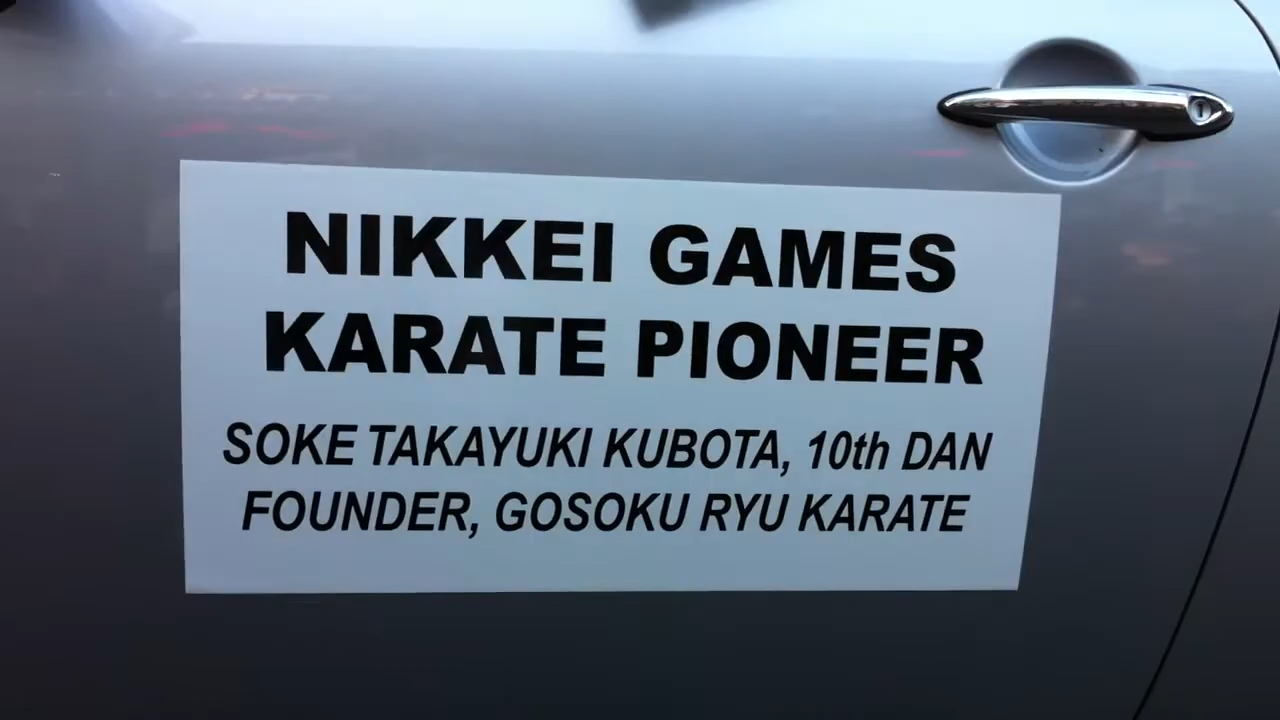 NIKKEI GAMES
KARATE PIONEER
SOKE TAKAYUKI KUBOTA, 10th DAN
FOUNDER, GOSOKU RYU KARATE